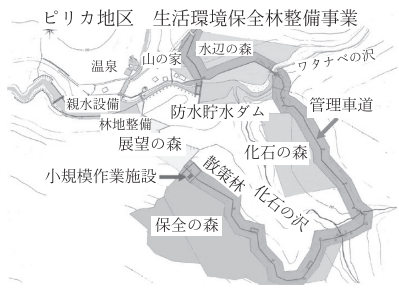 ピリカ地区　生活環境保全林整備事業
水辺の森
山の家
温泉
ワタナベの沢
親水設備
防水貯水ダム
管理車道
林地整備
展望の森
化石の森
散策林
小規模作業施設
化石の沢
保全の森